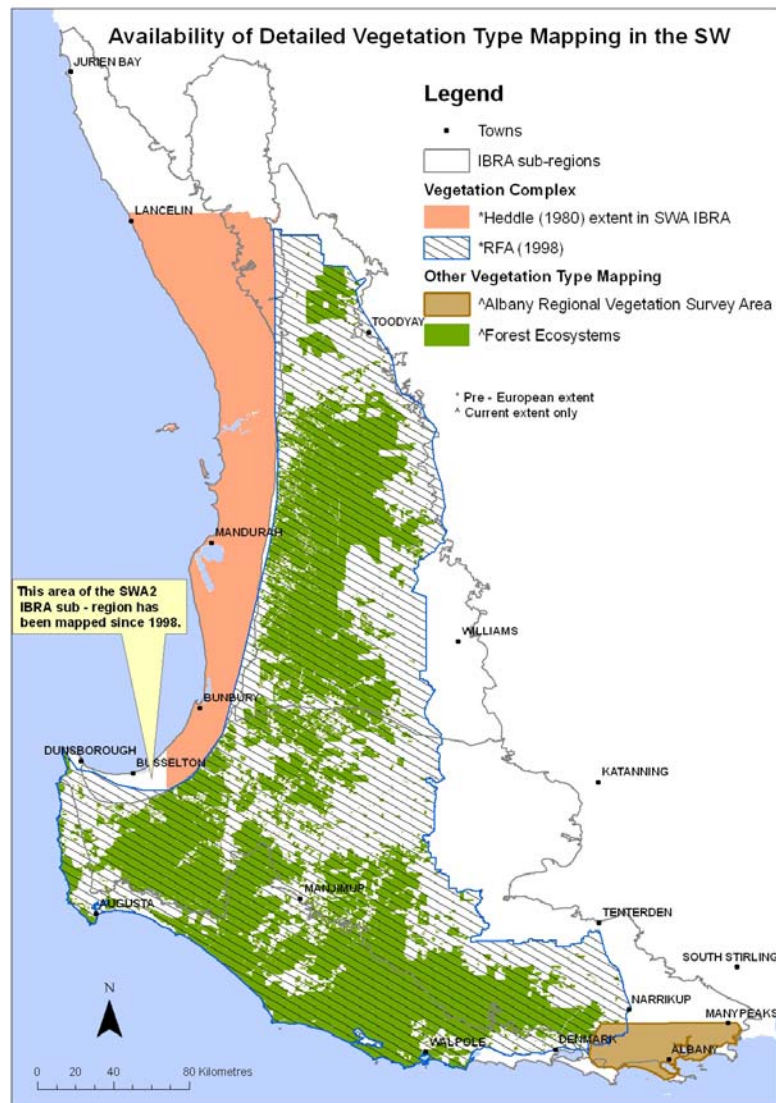 Availability of Detailed Vegetation Type Mapping in the SW
JURIEN BAY
Legend
Towns
IBRA sub-regions
Vegetation Complex
*Heddle (1980) extent in SWA IBRA
*RFA (1998)
Other Vegetation Type Mapping
^Albany Regional Vegetation Survey Area
^Forest Ecosystems
* Pre - European extent
^ Current extent only
LANCELIN
TOODYAY
MANDURAH
This area of the SWA2
IBRA sub - region has
been mapped since 1998.
WILLIAMS
BUNBURY
DUNSBOROUGH
BUSSELTON
KATANNING
MANJIMUP
AUGUSTA
TENTERDEN
SOUTH STIRLING
NARRIKUP
MANYPEAKS
N
WALPOLE
DENMARK
ALBANY
0 20 40 80 Kilometres